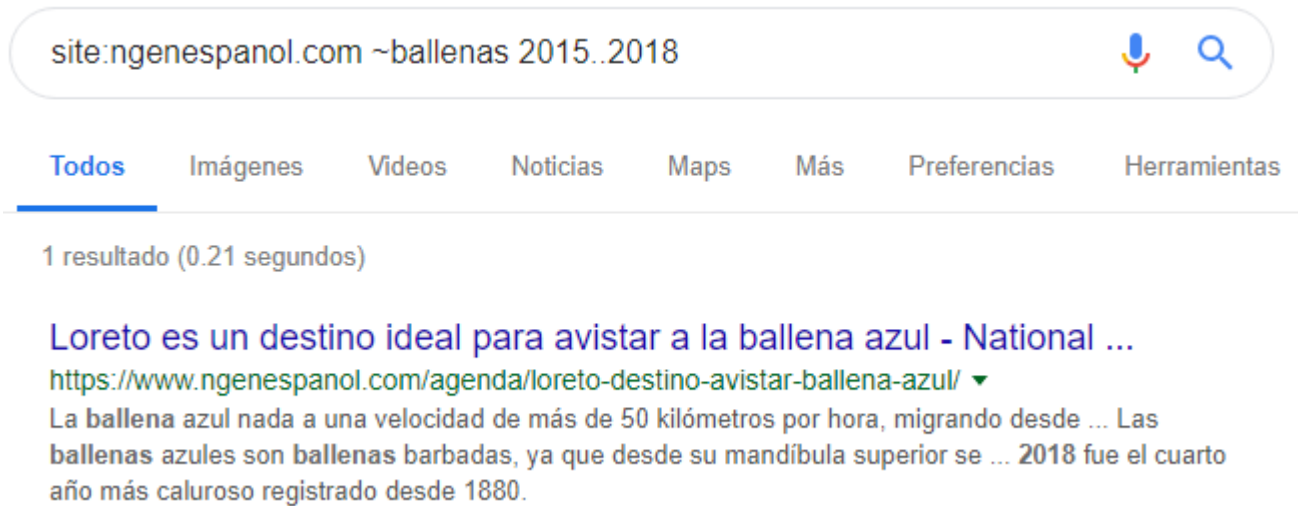 site:ngenespanol.com ~ballenas 2015..2018
Todos Imágenes Videos Noticias Maps Más Preferencias Herramientas
1 resultado (0.21 segundos)
Loreto es un destino ideal para avistar a la ballena azul - National ...
https://www.ngenespanol.com/agenda/loreto-destino-avistar-ballena-azul/
La ballena azul nada a una velocidad de más de 50 kilómetros por hora, migrando desde ... Las
ballenas azules son ballenas barbadas, ya que desde su mandíbula superior se ... 2018 fue el cuarto
año más caluroso registrado desde 1880.